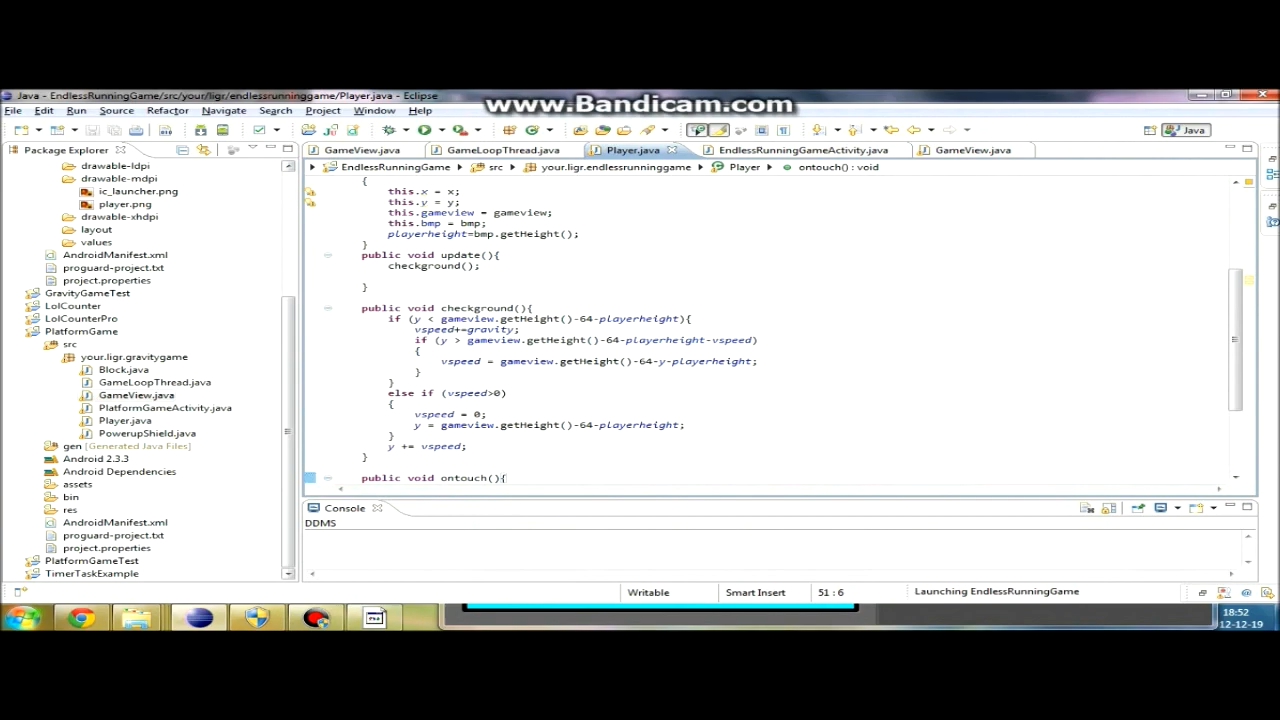 www.Bandicam.com
Java - EndlessRunningGame/src/your/ligr/endlessrunninggame/Player.java - Eclipse
File Edit Run Source Refactor Navigate Search Project Window Help
Java
Package Explorer
GameView.java GameLoopThread.java Player.java EndlessRunningGameActivity.java GameView.java
EndlessRunningGame src your.ligr.endlessrunninggame Player ontouch() : void
drawable-ldpi
drawable-mdpi
ic_launcher.png
player.png
drawable-xhdpi
layout
values
AndroidManifest.xml
proguard-project.txt
project.properties
GravityGameTest
LolCounter
LolCounterPro
PlatformGame
src
your.ligr.gravitygame
Block.java
GameLoopThread.java
GameView.java
PlatformGameActivity.java
Player.java
PowerupShield.java
gen [Generated Java Files]
Android 2.3.3
Android Dependencies
assets
bin
res
AndroidManifest.xml
proguard-project.txt
project.properties
PlatformGameTest
TimerTaskExample
{
this.x = x;
this.y = y;
this.gameview = gameview;
this.bmp = bmp;
playerheight=bmp.getHeight();
}
public void update(){
checkground();
}
public void checkground(){
if (y < gameview.getHeight()-64-playerheight){
vspeed+=gravity;
if (y > gameview.getHeight()-64-playerheight-vspeed)
{
vspeed = gameview.getHeight()-64-y-playerheight;
}
}
else if (vspeed>0)
{
vspeed = 0;
y = gameview.getHeight()-64-playerheight;
}
y += vspeed;
}
public void ontouch(){
Console
DDMS
Writable Smart Insert 51 : 6 Launching EndlessRunningGame
18:52
12-12-19